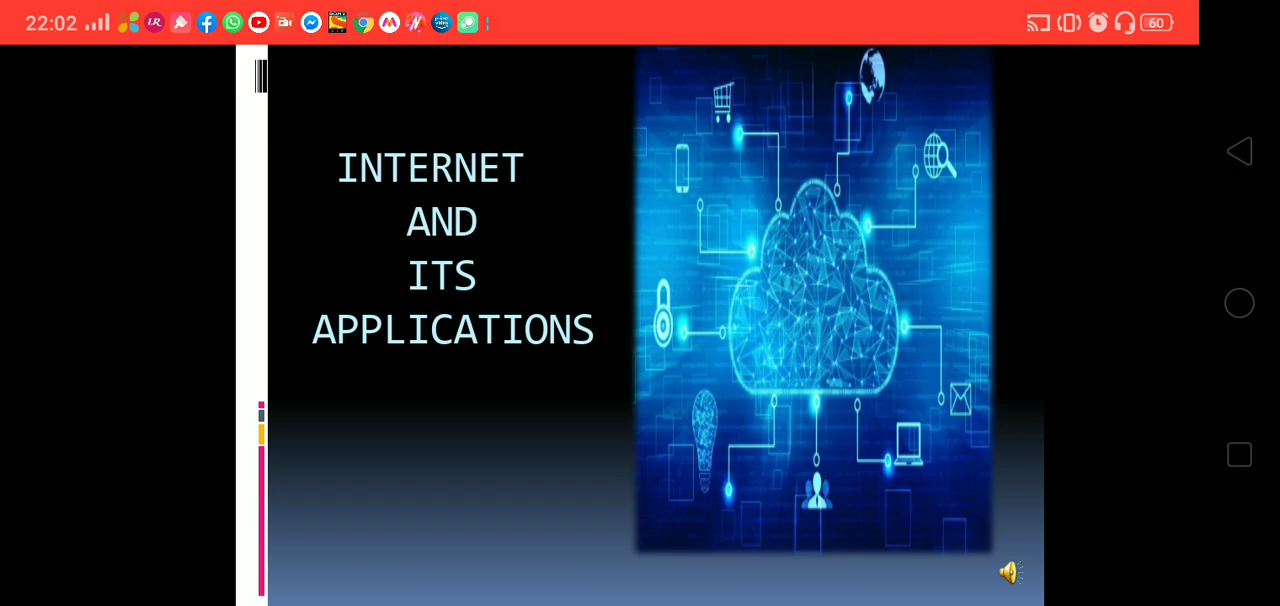 22:02
60
INTERNET
AND
ITS
APPLICATIONS